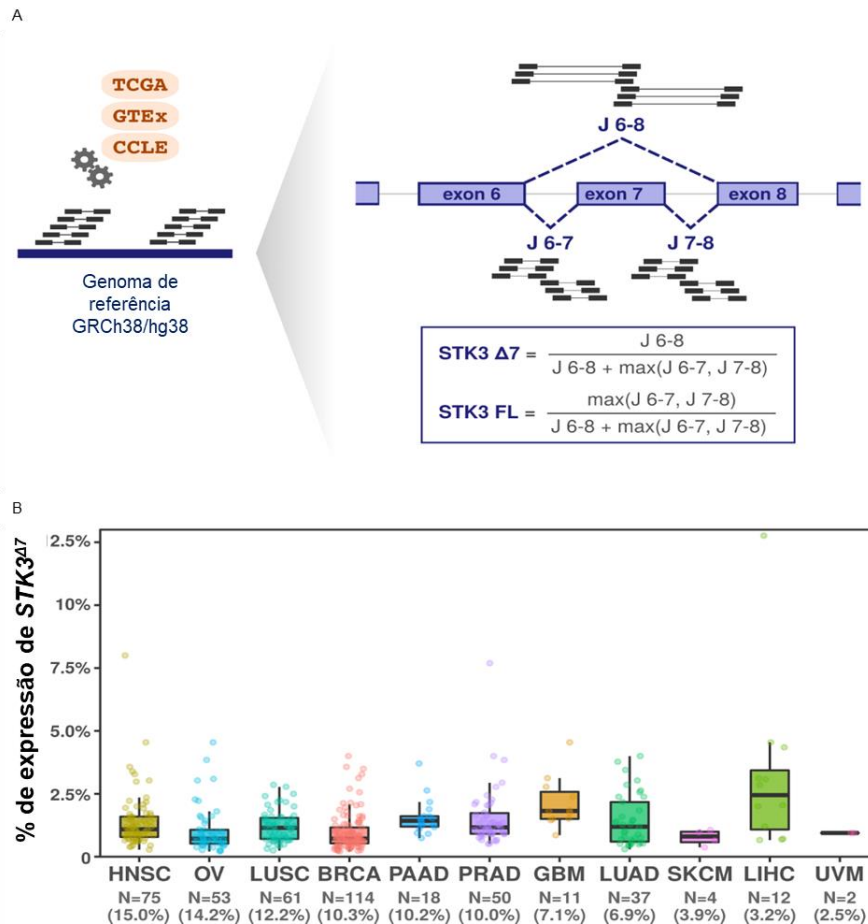 A
TCGA
GTEx
CCLE
Genoma de
referência
GRCh38/hg38
J 6-8
exon 6
exon 7
exon 8
J 6-7
J 7-8
STK3 Δ7 = J 6-8 / J 6-8 + max(J 6-7, J 7-8)
STK3 FL = max(J 6-7, J 7-8) / J 6-8 + max(J 6-7, J 7-8)
B
% de expressão de STK3^Δ7
2.5%
10%
7.5%
5.0%
2.5%
0
HNSC OV LUSC BRCA PAAD PRAD GBM LUAD SKCM LIHC UVM
N=75 N=53 N=61 N=114 N=18 N=50 N=11 N=37 N=4 N=12 N=2
(15.0%) (14.2%) (12.2%) (10.3%) (10.2%) (10.0%) (7.1%) (6.9%) (3.9%) (3.2%) (2.5%)